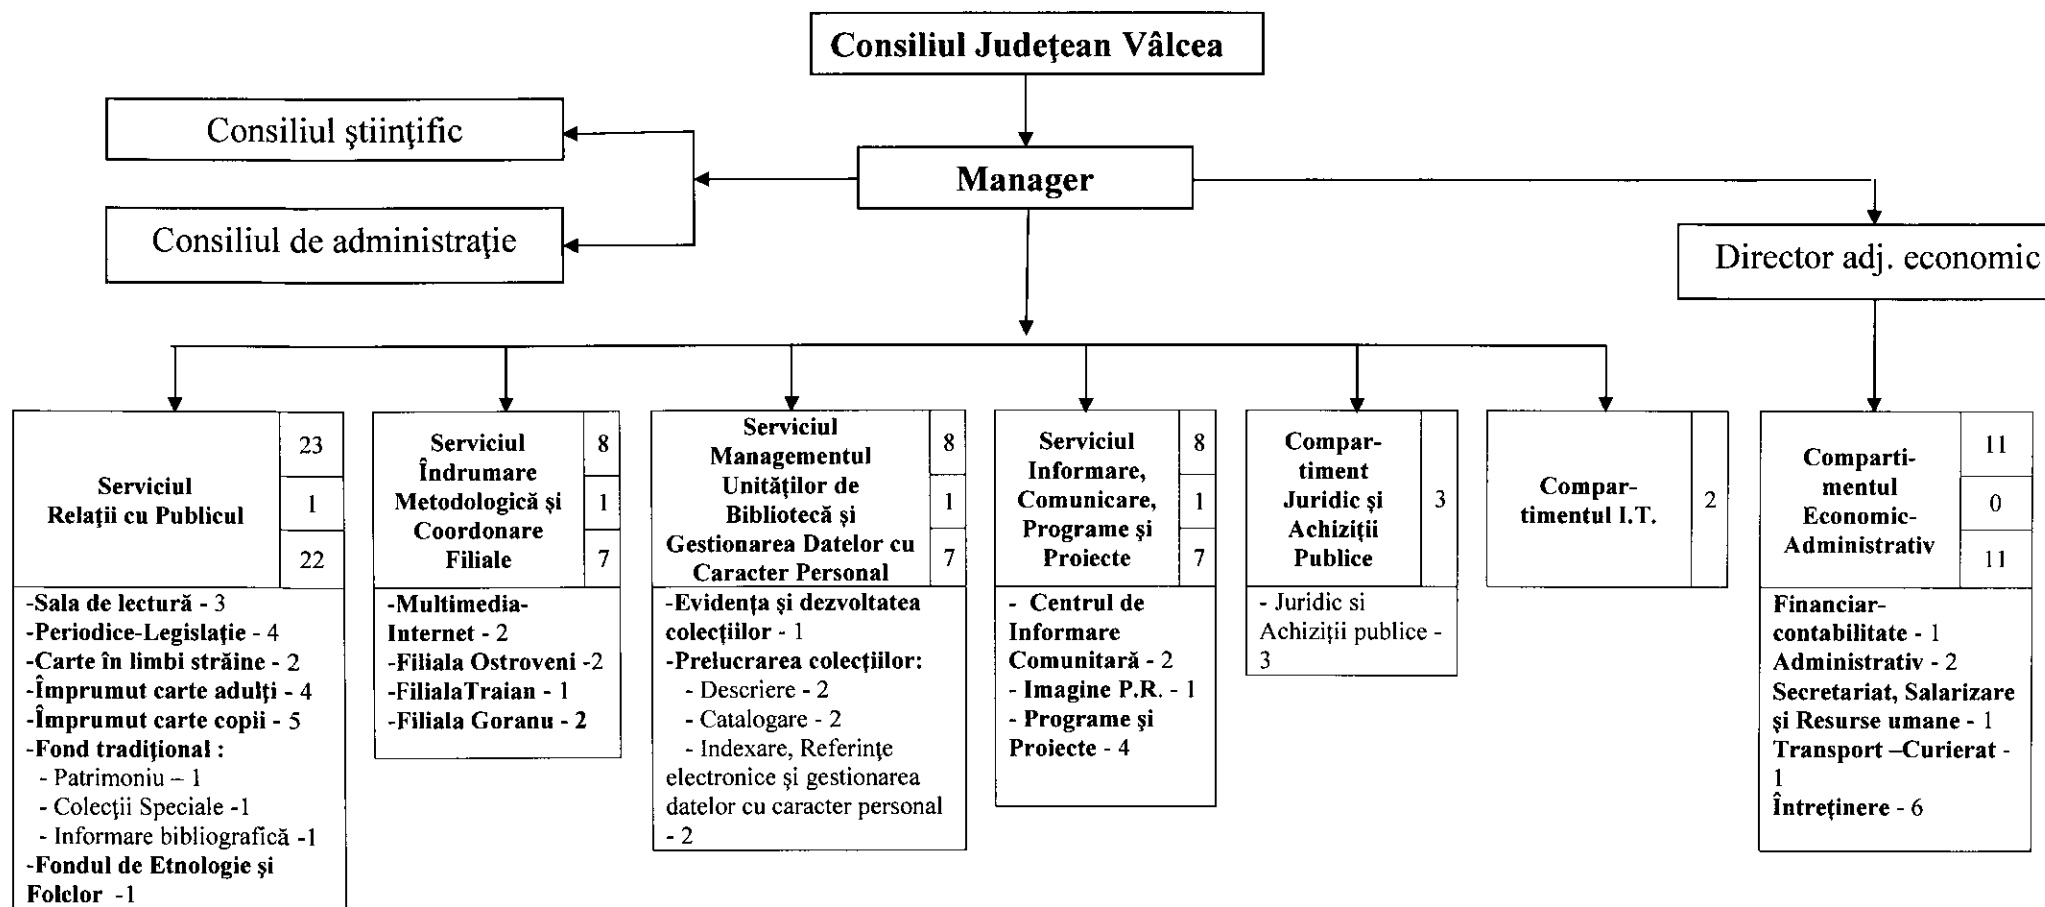 Consiliul Judeţean Vâlcea
Consiliul ştiinţific
Manager
Consiliul de administraţie
Director adj. economic
Serviciul
Relaţii cu Publicul
23
1
22
-Sala de lectură - 3
-Periodice-Legislaţie - 4
-Carte în limbi străine - 2
-Împrumut carte adulţi - 4
-Împrumut carte copii - 5
-Fond tradiţional :
- Patrimoniu – 1
- Colecţii Speciale -1
- Informare bibliografică -1
-Fondul de Etnologie şi
Folclor -1
Serviciul
Îndrumare
Metodologică şi
Coordonare
Filiale
8
1
7
-Multimedia-
Internet - 2
-Filiala Ostroveni -2
-FilialaTraian - 1
-Filiala Goranu - 2
Serviciul
Managementul
Unităţilor de
Bibliotecă şi
Gestionarea Datelor cu
Caracter Personal
8
1
7
-Evidenţa şi dezvoltatea
colecţiilor - 1
-Prelucrarea colecţiilor:
- Descriere - 2
- Catalogare - 2
- Indexare, Referinţe
electronice şi gestionarea
datelor cu caracter personal
- 2
Serviciul
Informare,
Comunicare,
Programe şi
Proiecte
8
1
7
- Centrul de
Informare
Comunitară - 2
- Imagine P.R. - 1
- Programe şi
Proiecte - 4
Compar-
timent
Juridic şi
Achiziţii
Publice
3
- Juridic si
Achiziţii publice -
3
Compar-
timentul I.T.
2
Comparti-
mentul
Economic-
Administrativ
11
0
11
Financiar-
contabilitate - 1
Administrativ - 2
Secretariat, Salarizare
şi Resurse umane - 1
Transport –Curierat -
1
Întreţinere - 6